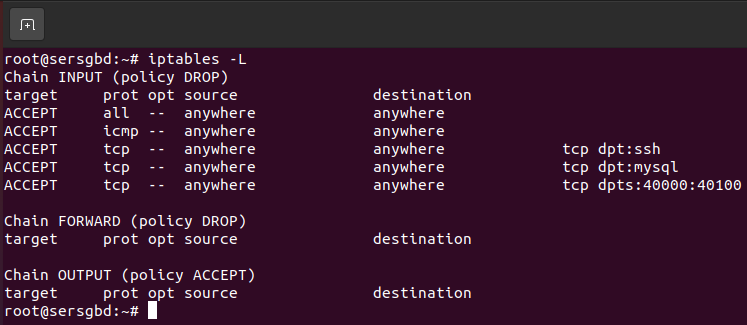 root@sersgbd:~# iptables -L
Chain INPUT (policy DROP)
target     prot opt source               destination
ACCEPT     all  --  anywhere             anywhere
ACCEPT     icmp --  anywhere             anywhere
ACCEPT     tcp  --  anywhere             anywhere             tcp dpt:ssh
ACCEPT     tcp  --  anywhere             anywhere             tcp dpt:mysql
ACCEPT     tcp  --  anywhere             anywhere             tcp dpts:40000:40100

Chain FORWARD (policy DROP)
target     prot opt source               destination

Chain OUTPUT (policy ACCEPT)
target     prot opt source               destination
root@sersgbd:~#